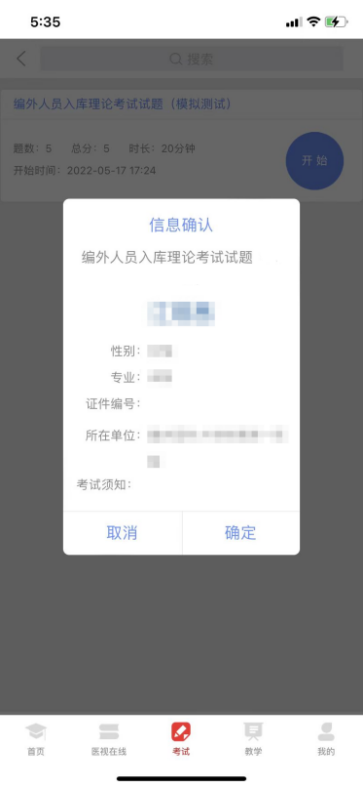 5:35
搜索
编外人员入库理论考试试题（模拟测试）
题数：5 总分：5 时长：20分钟
开始时间：2022-05-17 17:24
开 始
信息确认
编外人员入库理论考试试题
性别：
专业：
证件编号：
所在单位：
考试须知：
取消 确定
首页 医视在线 考试 教学 我的